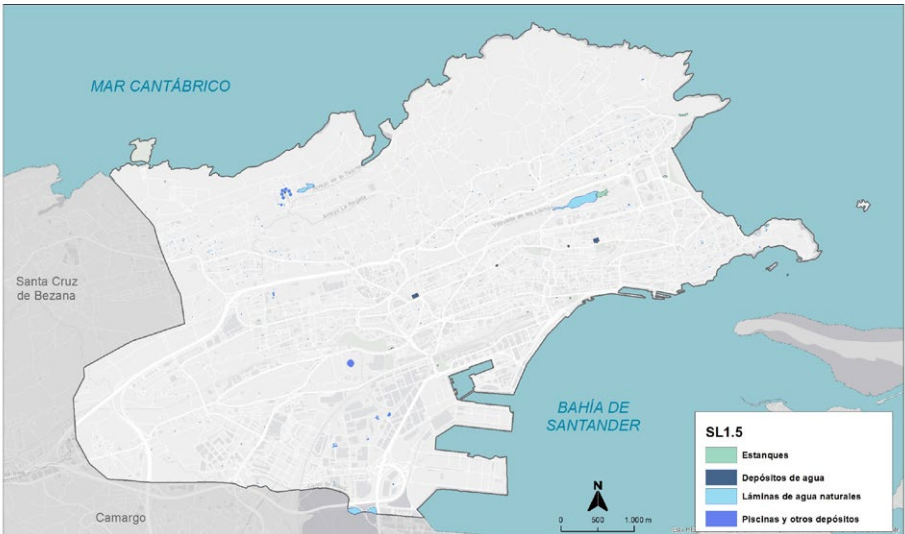 MAR CANTÁBRICO
Santa Cruz
de Bezana
BAHÍA DE
SANTANDER
Camargo
N
0 500 1.000 m
SL1.5
Estanques
Depósitos de agua
Láminas de agua naturales
Piscinas y otros depósitos